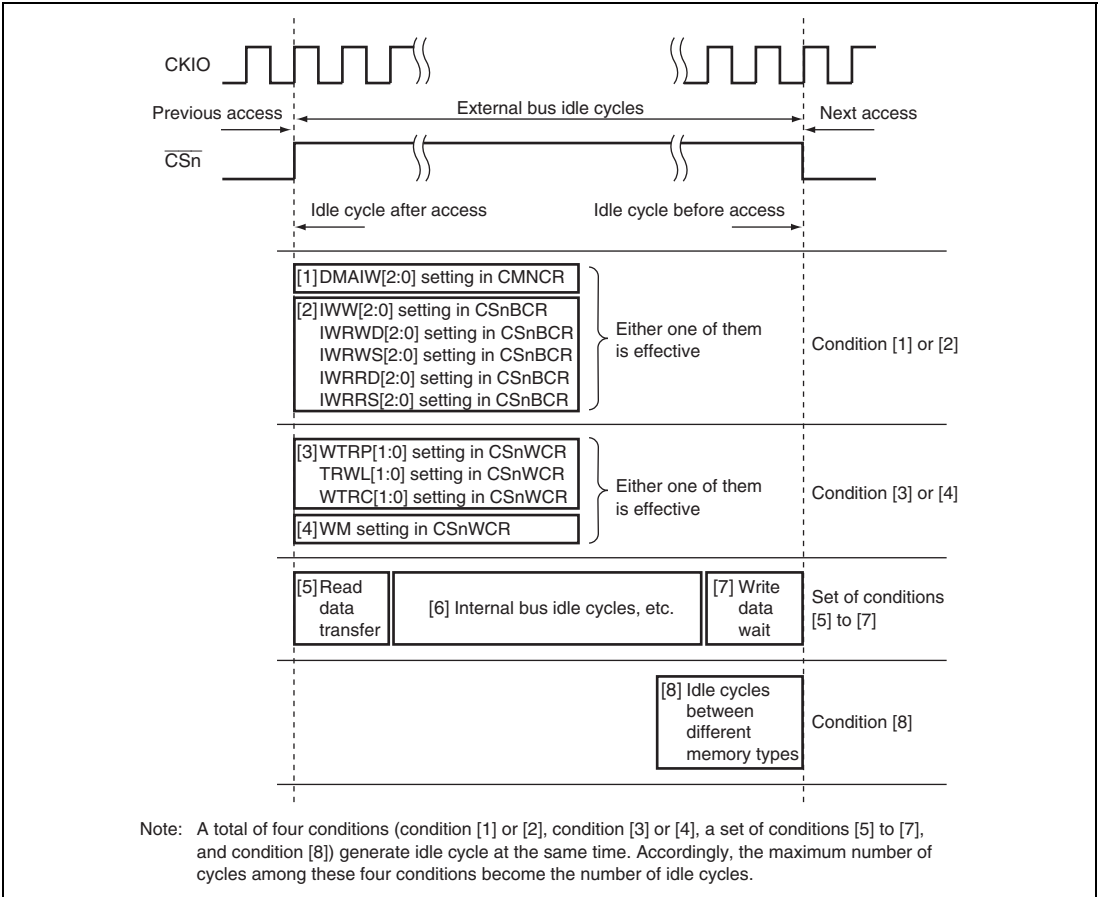 CKIO
Previous access
External bus idle cycles
Next access
CSn
Idle cycle after access
Idle cycle before access
[1]DMAIW[2:0] setting in CMNCR
[2]IWW[2:0] setting in CSnBCR
IWRWD[2:0] setting in CSnBCR
IWRWS[2:0] setting in CSnBCR
IWRRD[2:0] setting in CSnBCR
IWRRS[2:0] setting in CSnBCR
Either one of them
is effective
Condition [1] or [2]
[3]WTRP[1:0] setting in CSnWCR
TRWL[1:0] setting in CSnWCR
WTRC[1:0] setting in CSnWCR
[4]WM setting in CSnWCR
Either one of them
is effective
Condition [3] or [4]
[5]Read
data
transfer
[6] Internal bus idle cycles, etc.
[7] Write
data
wait
Set of conditions
[5] to [7]
[8] Idle cycles
between
different
memory types
Condition [8]
Note: A total of four conditions (condition [1] or [2], condition [3] or [4], a set of conditions [5] to [7],
and condition [8]) generate idle cycle at the same time. Accordingly, the maximum number of
cycles among these four conditions become the number of idle cycles.